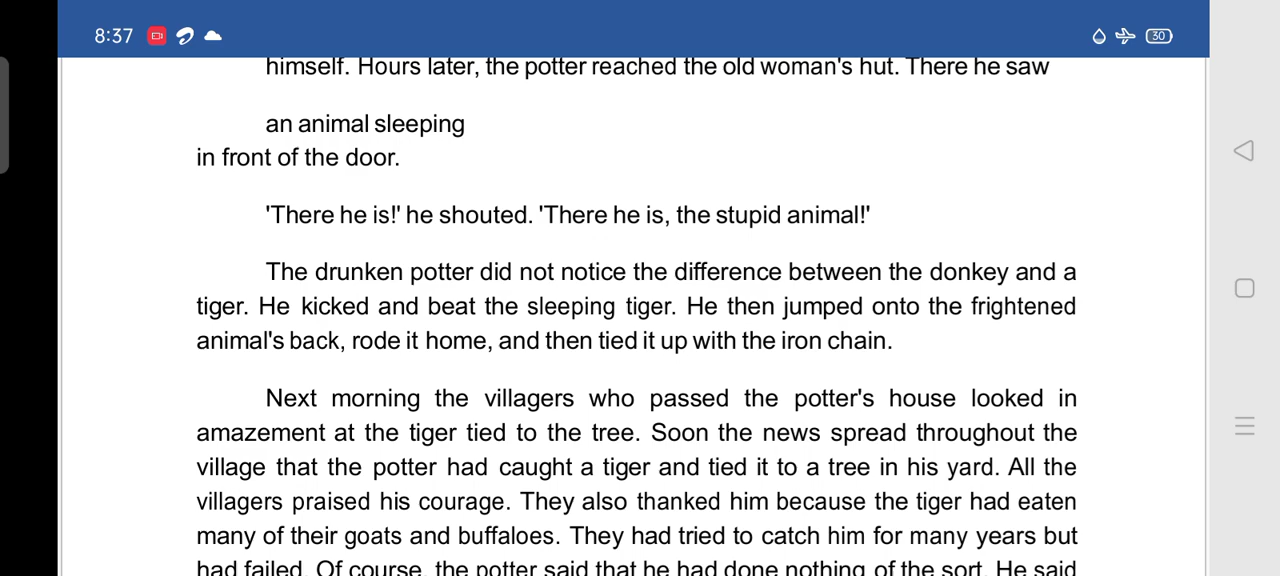 8:37
30
himself. Hours later, the potter reached the old woman's hut. There he saw
an animal sleeping
in front of the door.
'There he is!' he shouted. 'There he is, the stupid animal!'
The drunken potter did not notice the difference between the donkey and a
tiger. He kicked and beat the sleeping tiger. He then jumped onto the frightened
animal's back, rode it home, and then tied it up with the iron chain.
Next morning the villagers who passed the potter's house looked in
amazement at the tiger tied to the tree. Soon the news spread throughout the
village that the potter had caught a tiger and tied it to a tree in his yard. All the
villagers praised his courage. They also thanked him because the tiger had eaten
many of their goats and buffaloes. They had tried to catch him for many years but
had failed. Of course, the potter said that he had done nothing of the sort. He said